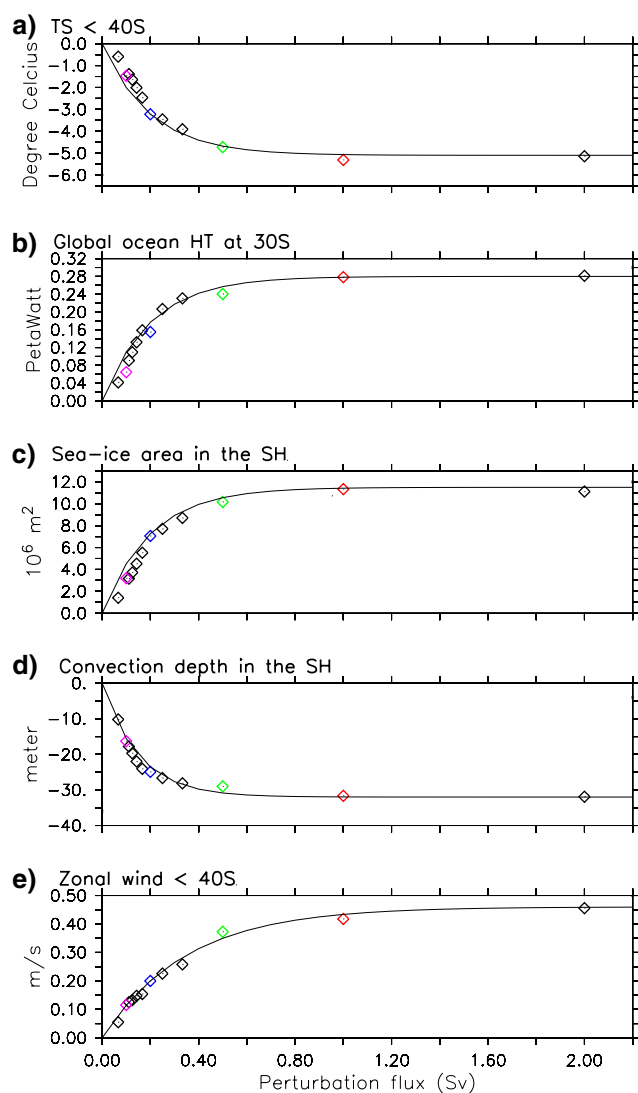 a) TS < 40S
0.0
-1.0
-2.0
-3.0
-4.0
-5.0
-6.0
Degree Celcius
b) Global ocean HT at 30S
0.32
0.28
0.24
0.20
0.16
0.12
0.08
0.04
0.00
PetaWatt
c) Sea-ice area in the SH
12.0
10.0
8.0
6.0
4.0
2.0
0.0
10⁶ m²
d) Convection depth in the SH
0.
-10.
-20.
-30.
-40.
meter
e) Zonal wind < 40S
0.50
0.40
0.30
0.20
0.10
0.00
m/s
0.00 0.40 0.80 1.20 1.60 2.00
Perturbation flux (Sv)